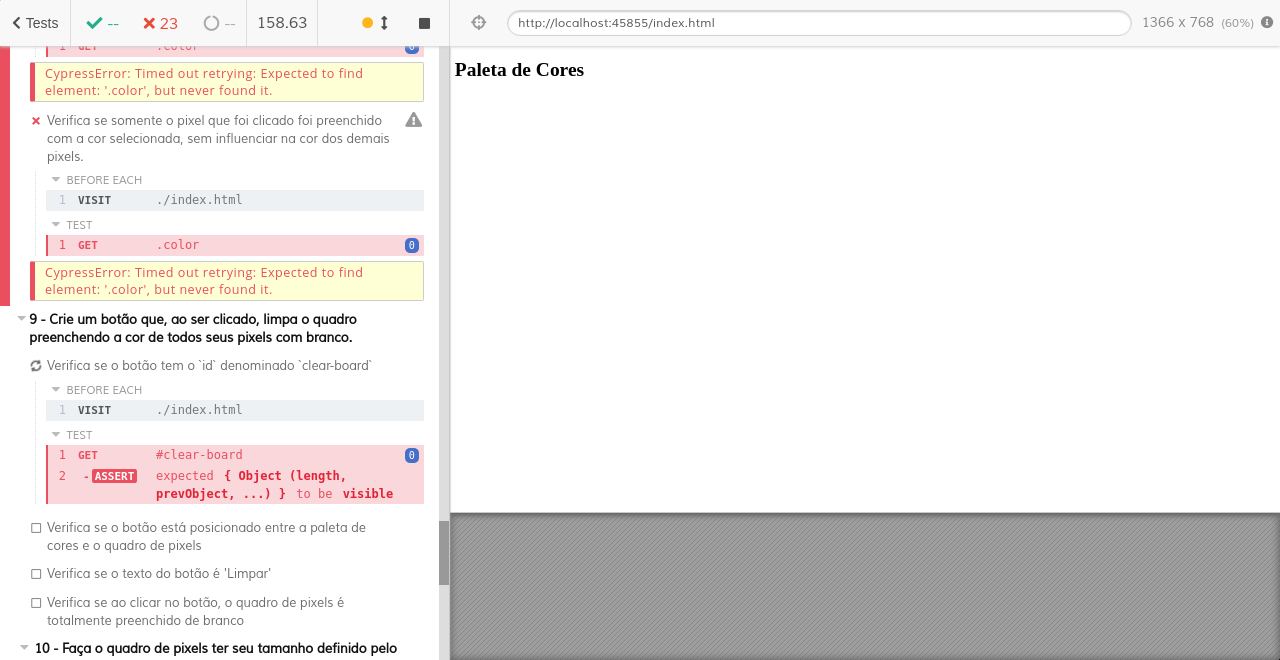 Tests -- 23 -- 158.63 http://localhost:45855/index.html 1366 x 768 (60%)
1 GET .color 0
CypressError: Timed out retrying: Expected to find
element: '.color', but never found it.
Verifica se somente o pixel que foi clicado foi preenchido
com a cor selecionada, sem influenciar na cor dos demais
pixels.
BEFORE EACH
1 VISIT ./index.html
TEST
1 GET .color 0
CypressError: Timed out retrying: Expected to find
element: '.color', but never found it.
9 - Crie um botão que, ao ser clicado, limpa o quadro
preenchendo a cor de todos seus pixels com branco.
Verifica se o botão tem o `id` denominado `clear-board`
BEFORE EACH
1 VISIT ./index.html
TEST
1 GET #clear-board 0
2 -ASSERT expected { Object (length,
prevObject, ...) } to be visible
Verifica se o botão está posicionado entre a paleta de
cores e o quadro de pixels
Verifica se o texto do botão é 'Limpar'
Verifica se ao clicar no botão, o quadro de pixels é
totalmente preenchido de branco
10 - Faça o quadro de pixels ter seu tamanho definido pelo
Paleta de Cores